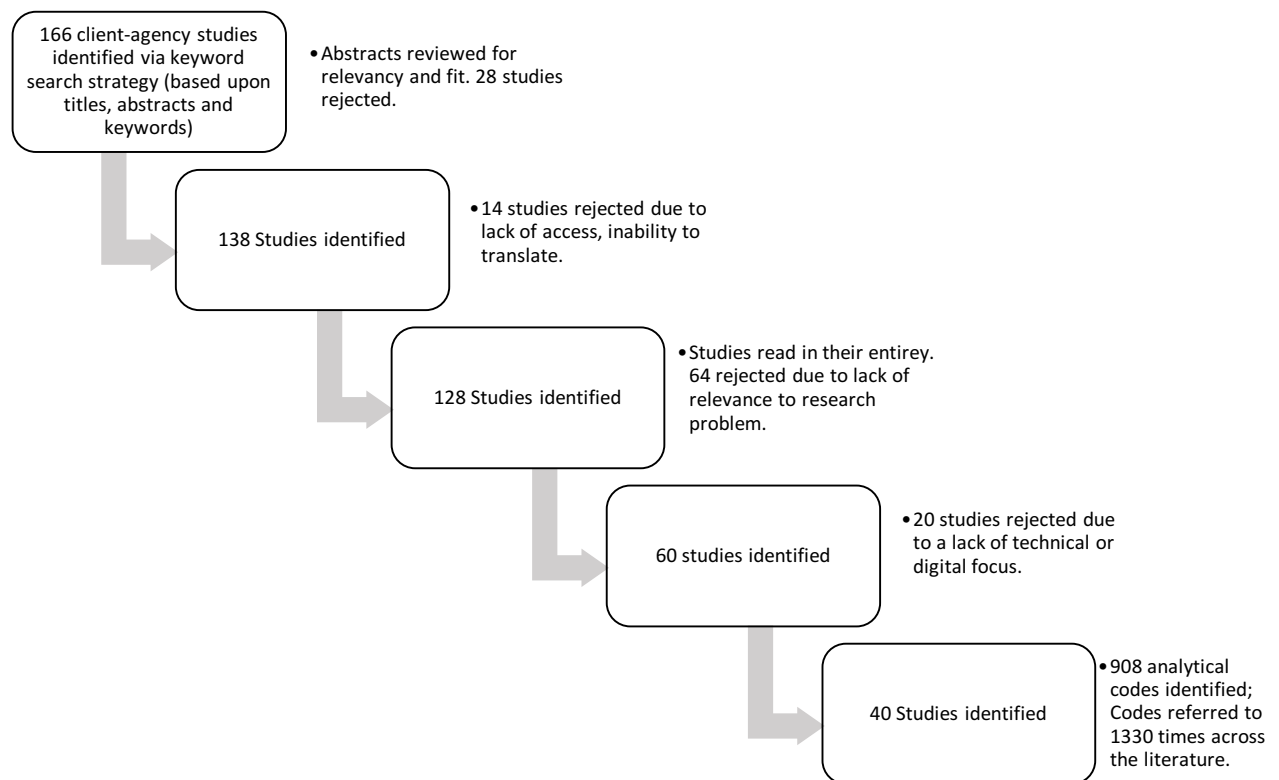 166 client-agency studies
identified via keyword
search strategy (based upon
titles, abstracts and
keywords)
•Abstracts reviewed for
relevancy and fit. 28 studies
rejected.
138 Studies identified
•14 studies rejected due to
lack of access, inability to
translate.
128 Studies identified
•Studies read in their entirey.
64 rejected due to lack of
relevance to research
problem.
60 studies identified
•20 studies rejected due
to a lack of technical or
digital focus.
40 Studies identified
•908 analytical
codes identified;
Codes referred to
1330 times across
the literature.